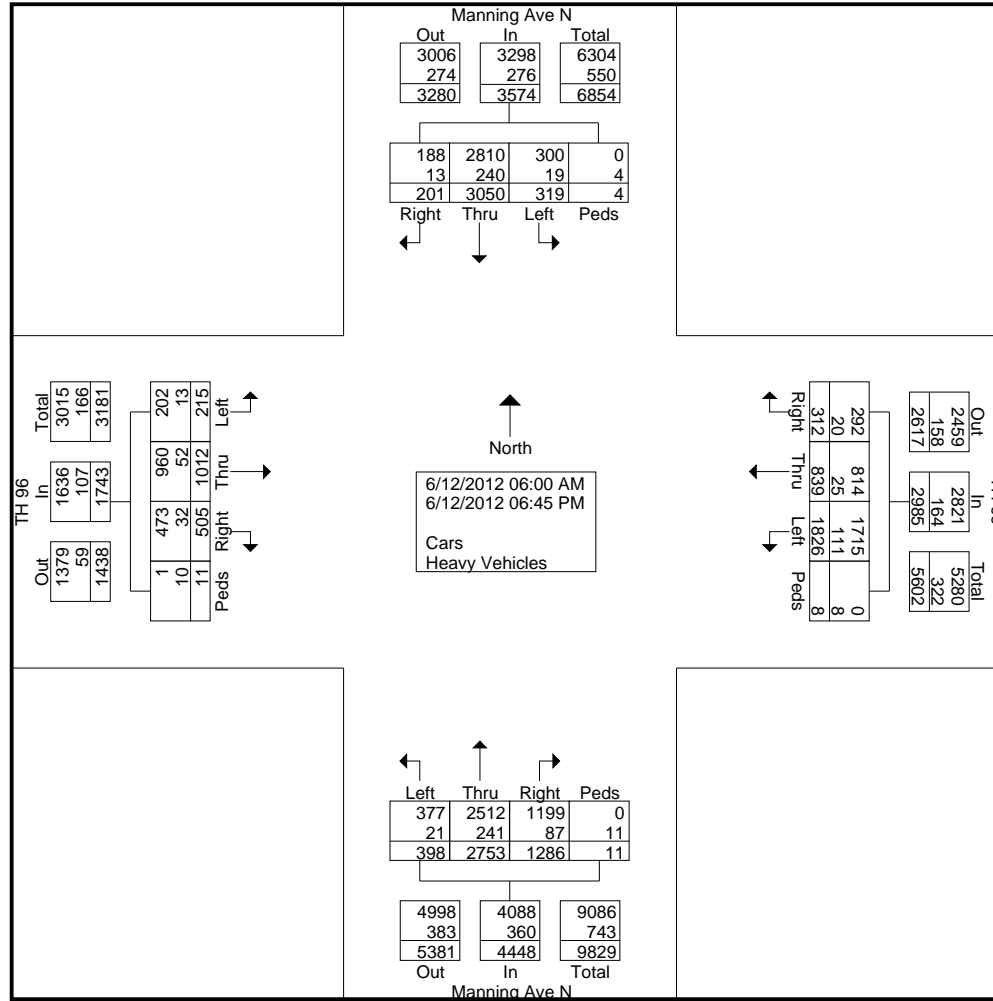 Manning Ave N
Out In Total
3006 3298 6304
274 276 550
3280 3574 6854
188 2810 300 0
13 240 19 4
201 3050 319 4
Right Thru Left Peds
TH 96
Total In Out
3015 1636 1379
166 107 59
3181 1743 1438
202 960 473 1
13 52 32 10
215 1012 505 11
Left Thru Right Peds
North
6/12/2012 06:00 AM
6/12/2012 06:45 PM
Cars
Heavy Vehicles
Right Thru Left Peds
312 839 1826 8
20 25 111 8
292 814 1715 0
Out In Total
2459 2821 5280
158 164 322
2617 2985 5602
Left Thru Right Peds
377 2512 1199 0
21 241 87 11
398 2753 1286 11
4998 4088 9086
383 360 743
5381 4448 9829
Out In Total
Manning Ave N